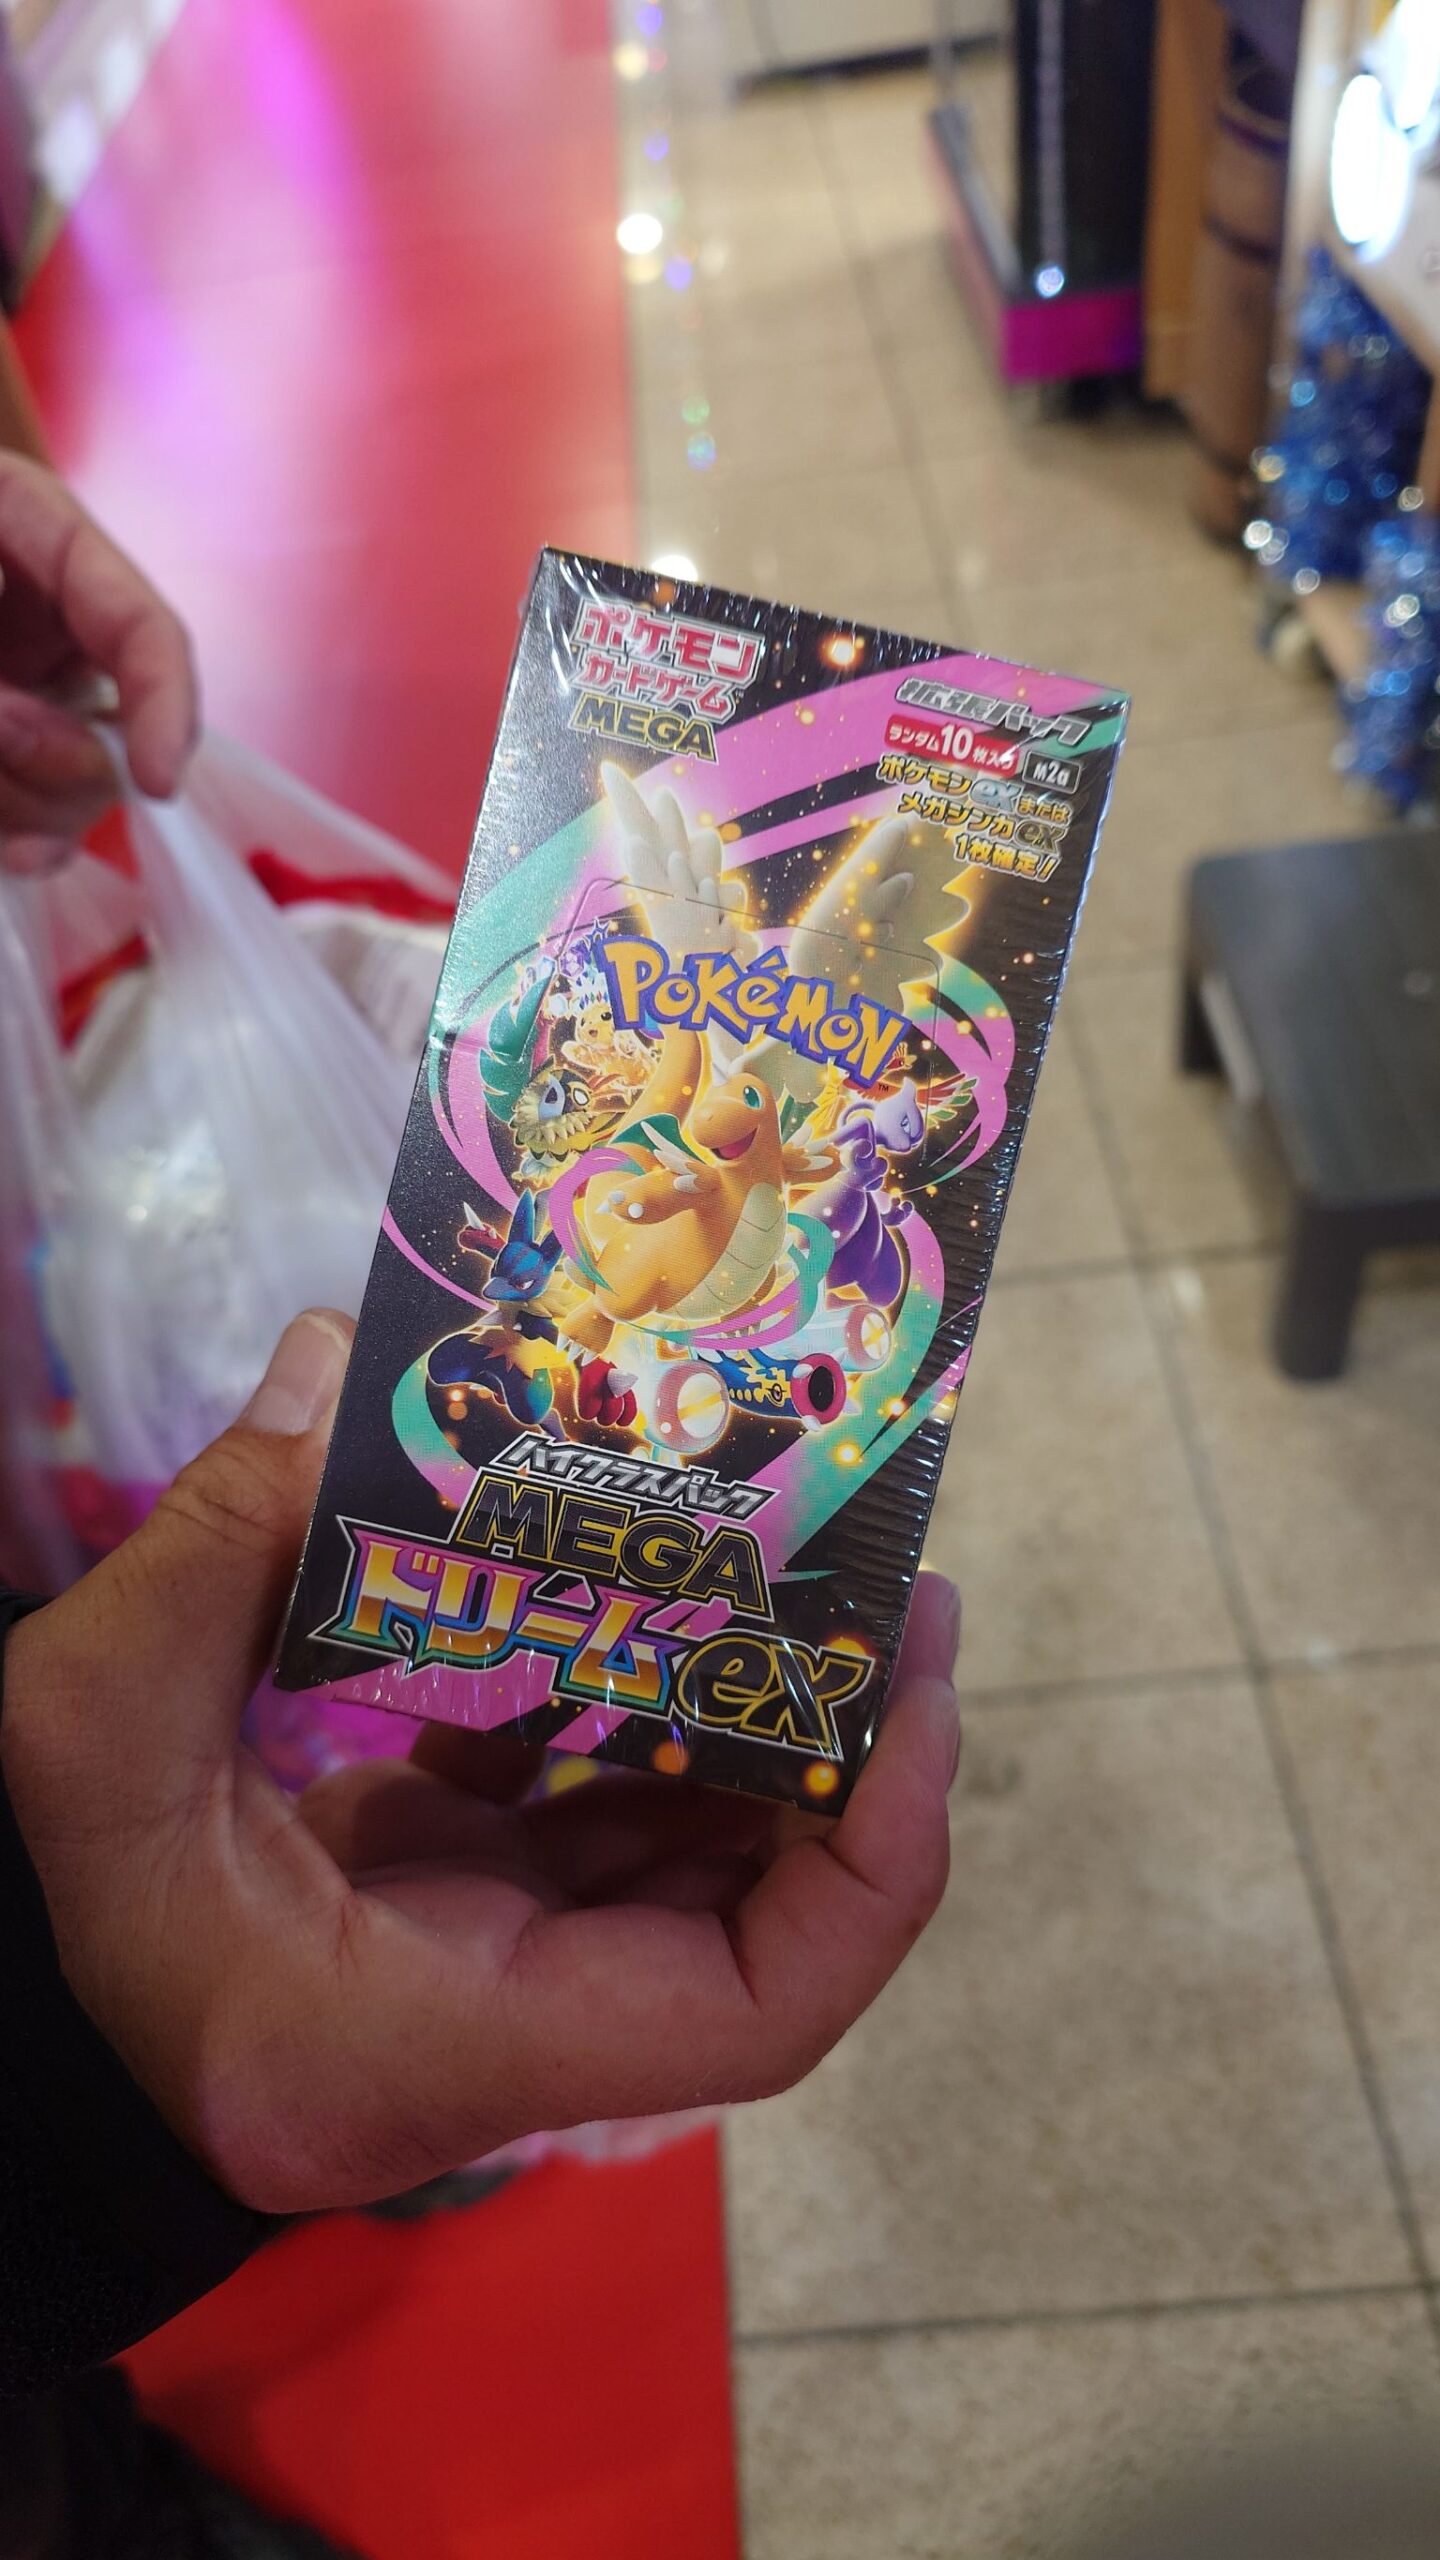 ポケモン
カードゲーム
MEGA
拡張パック
ランダム10枚入り
M2a
ポケモンexまたは
メガシンカex
1枚確定!
POKéMON
TM
ハイクラスパック
MEGA
ドリームex